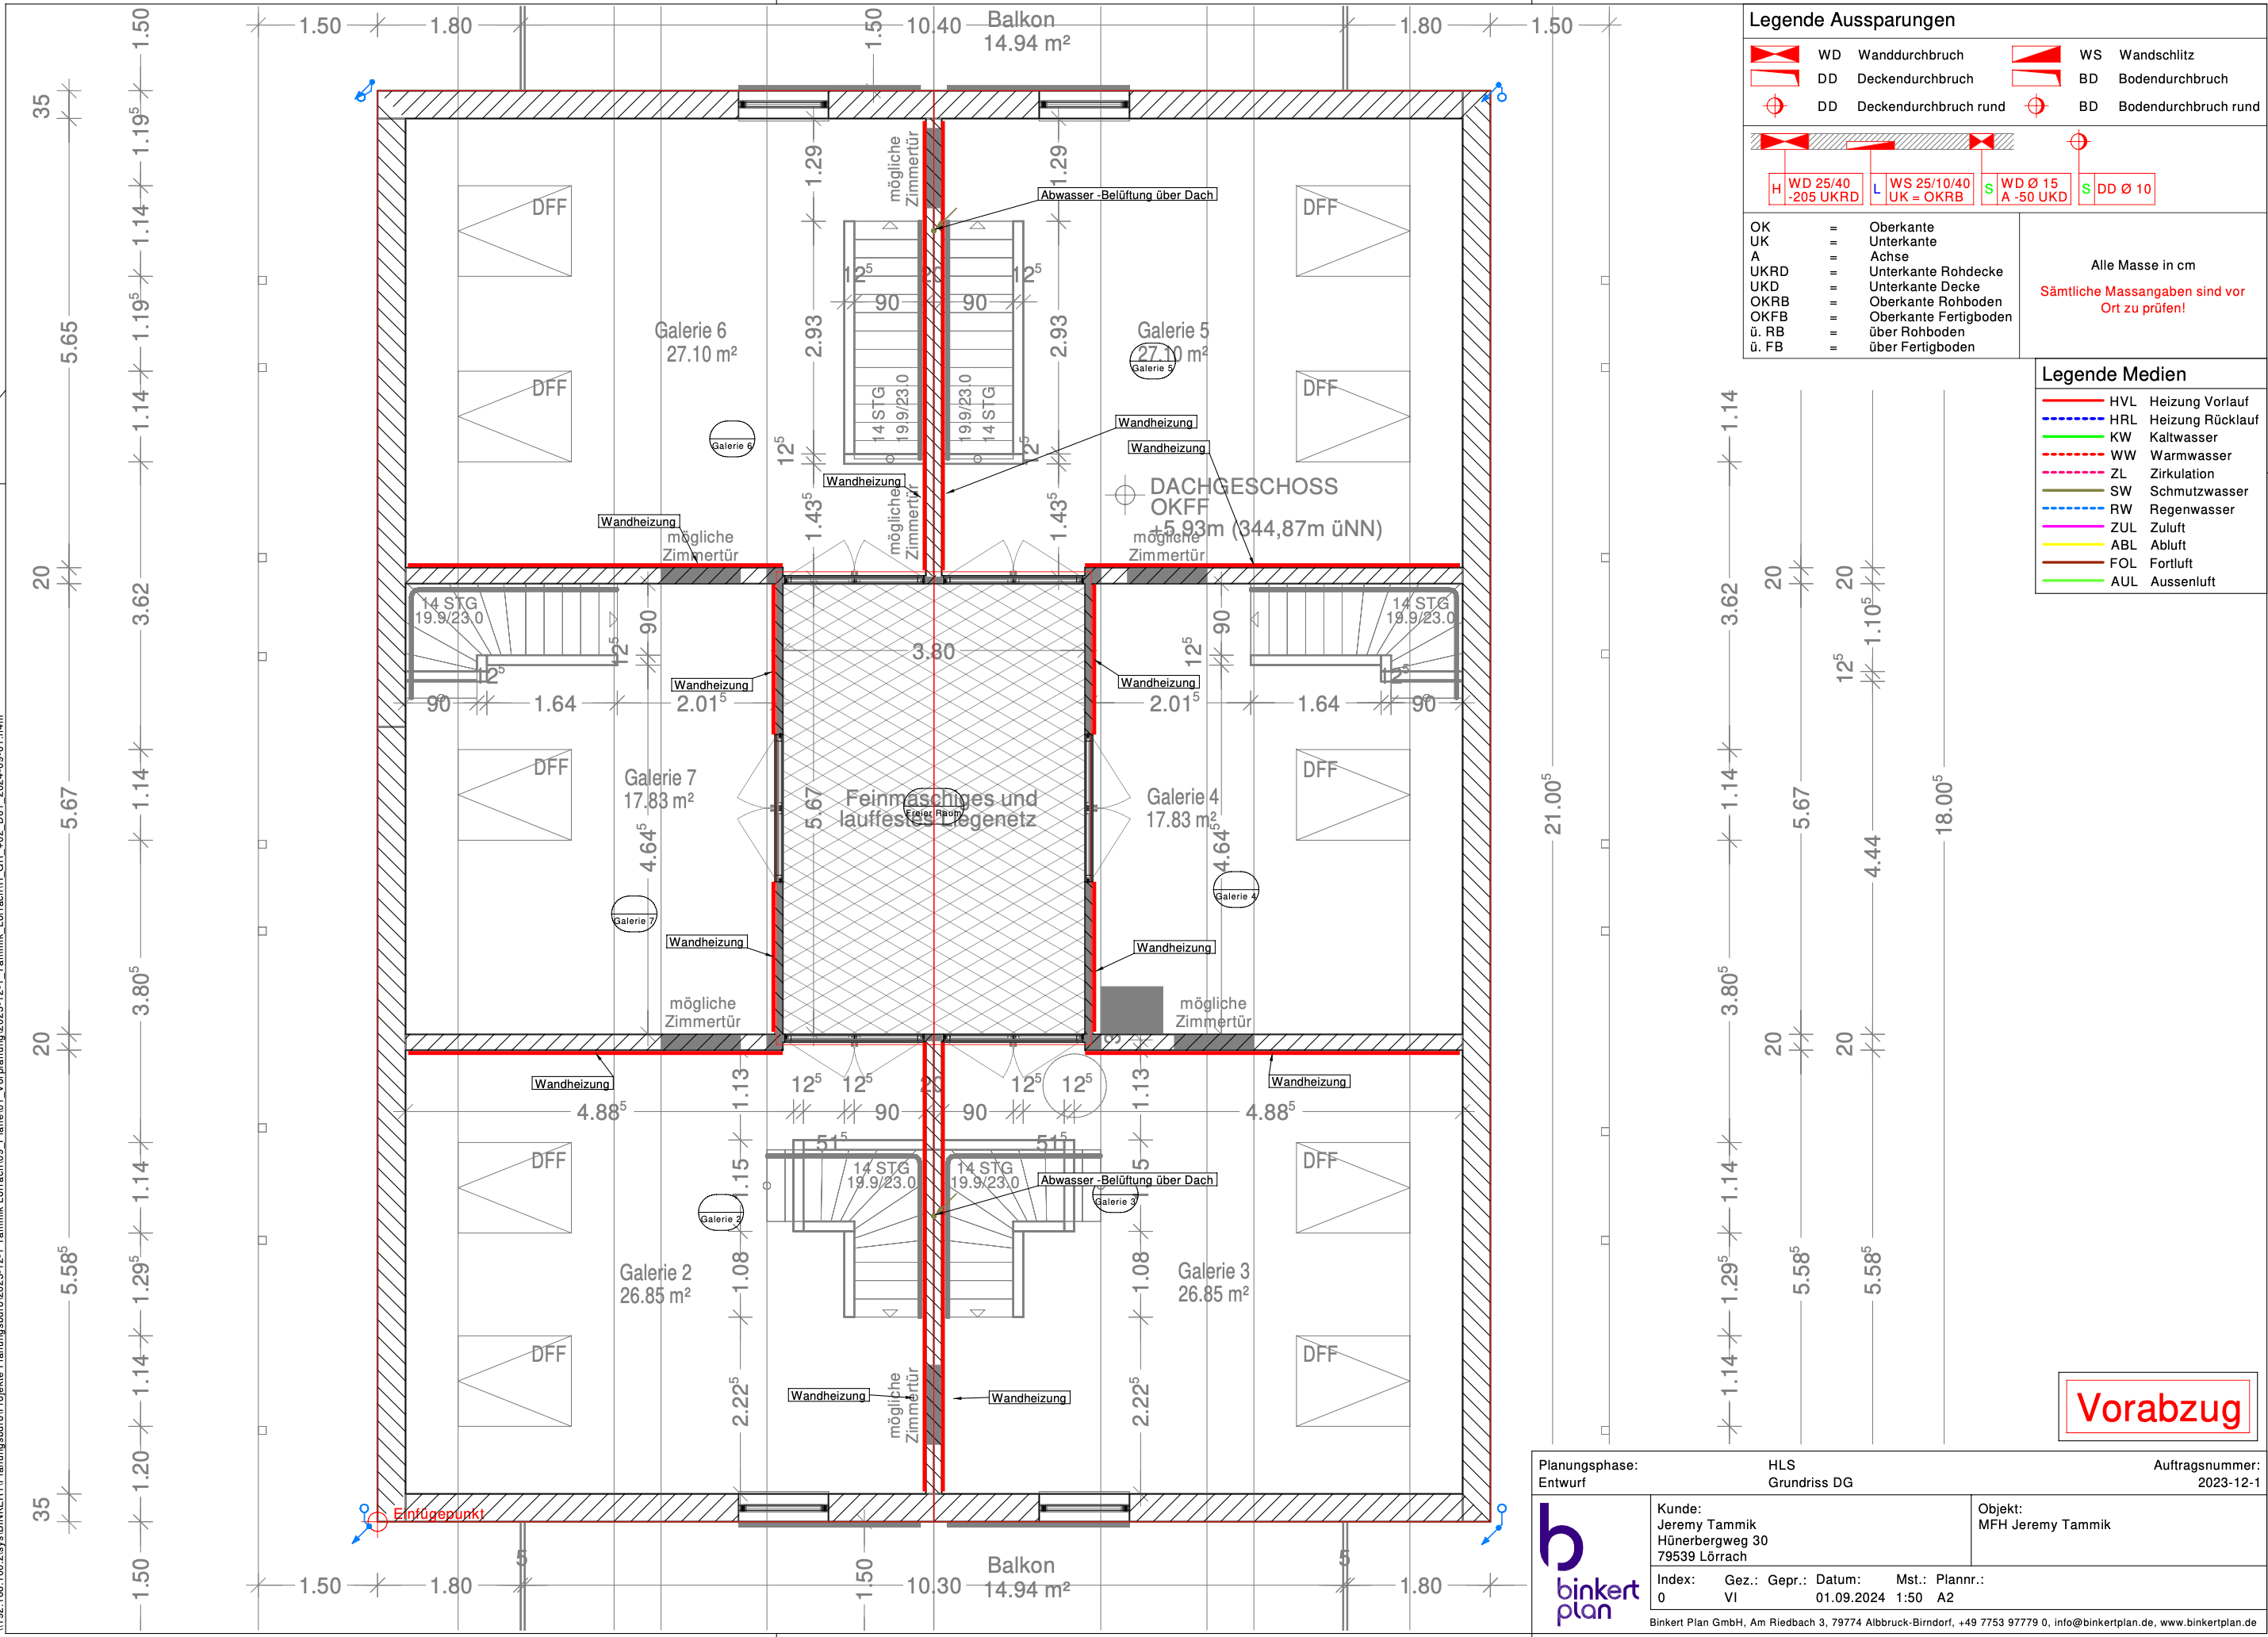 1.50
1.80
1.50
10.40
Balkon
14.94 m²
1.80
1.50
1.50
35
1.19⁵
1.14
1.19⁵
5.65
1.14
20
3.62
1.14
5.67
3.80⁵
20
1.14
1.29⁵
5.58⁵
1.14
1.20
35
1.50
1.29
mögliche
Zimmertür
1.29
Abwasser -Belüftung über Dach
DFF
DFF
12⁵
20
12⁵
90
90
Galerie 6
27.10 m²
2.93
2.93
Galerie 5
27.10 m²
Galerie 5
DFF
DFF
14 STG
19.9/23.0
19.9/23.0
14 STG
Galerie 6
12⁵
Wandheizung
Wandheizung
Wandheizung
DACHGESCHOSS
OKFF
+5,93m (344,87m üNN)
1.43⁵
mögliche
Zimmertür
1.43⁵
Wandheizung
mögliche
Zimmertür
mögliche
Zimmertür
14 STG
19.9/23.0
90
12⁵
12⁵
90
1.64
2.01⁵
Wandheizung
3.80
Wandheizung
90
12⁵
14 STG
19.9/23.0
12⁵
2.01⁵
1.64
90
DFF
Galerie 7
17.83 m²
4.64⁵
5.67
Feinmaschiges und
lauffestes Liegenetz
Freier Raum
Galerie 4
17.83 m²
4.64⁵
DFF
Galerie 7
Galerie 4
Wandheizung
Wandheizung
mögliche
Zimmertür
mögliche
Zimmertür
Wandheizung
Wandheizung
1.13
12⁵
12⁵
20
12⁵
12⁵
1.13
4.88⁵
90
90
4.88⁵
51⁵
51⁵
DFF
1.15
14 STG
19.9/23.0
14 STG
19.9/23.0
Abwasser -Belüftung über Dach
DFF
Galerie 2
Galerie 3
Galerie 2
26.85 m²
1.08
1.08
Galerie 3
26.85 m²
DFF
DFF
2.22⁵
Wandheizung
mögliche
Zimmertür
Wandheizung
2.22⁵
Einfügepunkt
1.50
1.80
5
1.50
10.30
Balkon
14.94 m²
5
1.80
21.00⁵
1.14
3.62
1.14
3.80⁵
1.14
1.29⁵
1.14
20
5.67
20
5.58⁵
20
1.10⁵
12⁵
4.44
20
5.58⁵
18.00⁵
Legende Aussparungen
WD Wanddurchbruch
WS Wandschlitz
DD Deckendurchbruch
BD Bodendurchbruch
DD Deckendurchbruch rund
BD Bodendurchbruch rund
H WD 25/40
-205 UKRD
L WS 25/10/40
UK = OKRB
S WD Ø 15
A -50 UKD
S DD Ø 10
OK = Oberkante
UK = Unterkante
A = Achse
UKRD = Unterkante Rohdecke
UKD = Unterkante Decke
OKRB = Oberkante Rohboden
OKFB = Oberkante Fertigboden
ü. RB = über Rohboden
ü. FB = über Fertigboden
Alle Masse in cm
Sämtliche Massangaben sind vor
Ort zu prüfen!
Legende Medien
HVL Heizung Vorlauf
HRL Heizung Rücklauf
KW Kaltwasser
WW Warmwasser
ZL Zirkulation
SW Schmutzwasser
RW Regenwasser
ZUL Zuluft
ABL Abluft
FOL Fortluft
AUL Aussenluft
Vorabzug
Planungsphase:
Entwurf
HLS
Grundriss DG
Auftragsnummer:
2023-12-1
binkert
plan
Kunde:
Jeremy Tammik
Hünerbergweg 30
79539 Lörrach
Objekt:
MFH Jeremy Tammik
Index: Gez.: Gepr.: Datum: Mst.: Plannr.:
0 VI 01.09.2024 1:50 A2
Binkert Plan GmbH, Am Riedbach 3, 79774 Albbruck-Birndorf, +49 7753 97779 0, info@binkertplan.de, www.binkertplan.de